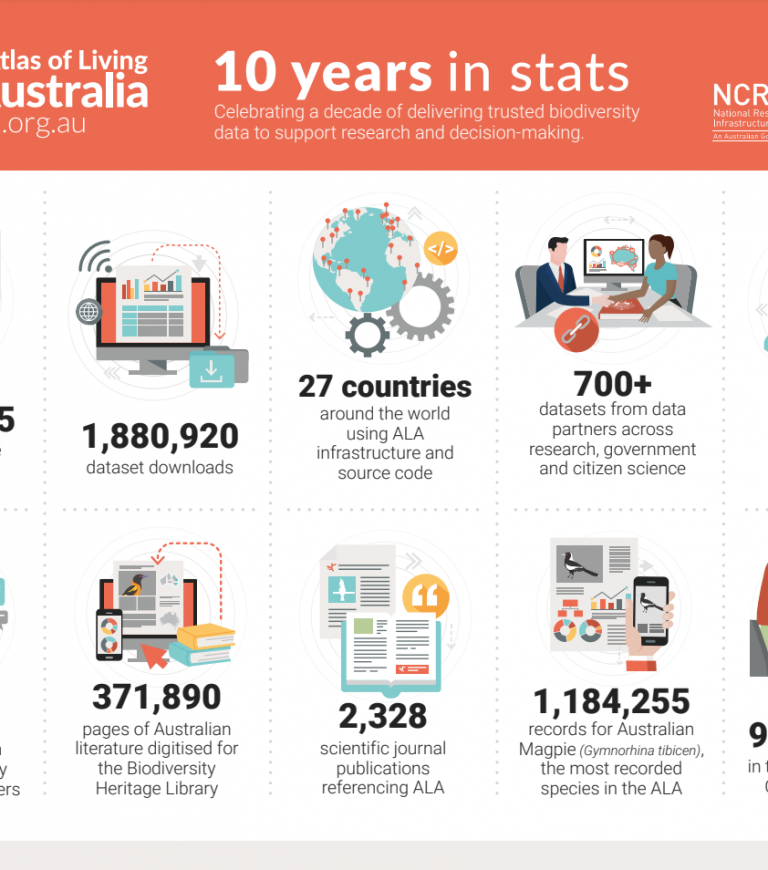 tlas of Living
ustralia
.org.au
10 years in stats
Celebrating a decade of delivering trusted biodiversity
data to support research and decision-making.
NCR
National Res
Infrastructur
An Australian Go
5
1,880,920
dataset downloads
27 countries
around the world
using ALA
infrastructure and
source code
</>
700+
datasets from data
partners across
research, government
and citizen science
371,890
pages of Australian
literature digitised for
the Biodiversity
Heritage Library
2,328
scientific journal
publications
referencing ALA
1,184,255
records for Australian
Magpie (Gymnorhina tibicen),
the most recorded
species in the ALA
y
ers
9
in t